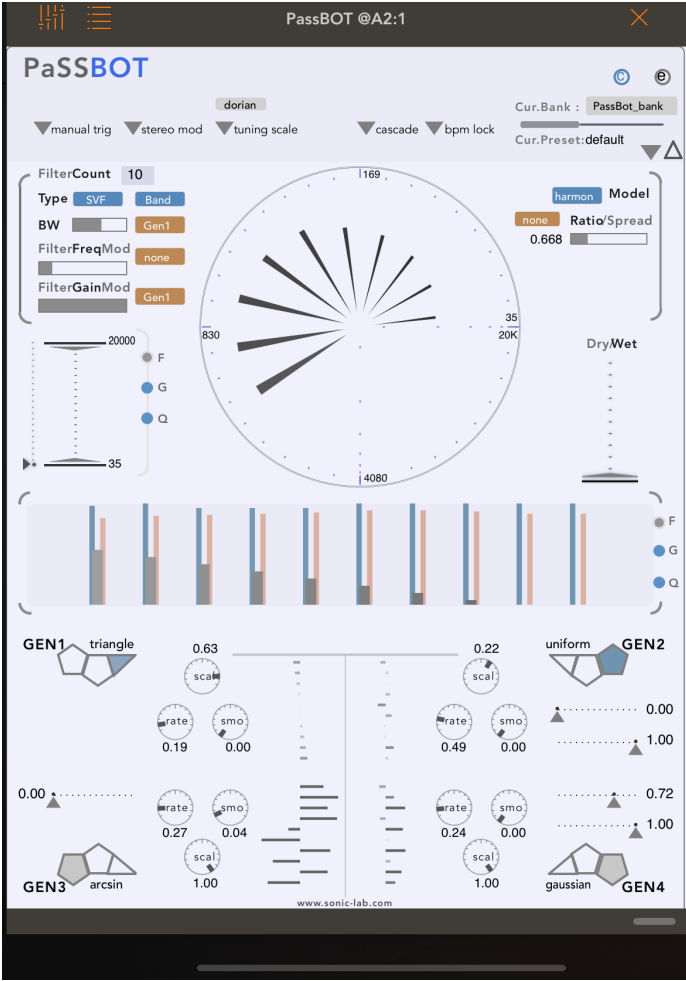 PassBOT @A2:1
PaSSBOT
© e
dorian
Cur.Bank : PassBot_bank
manual trig stereo mod tuning scale cascade bpm lock
Cur.Preset:default
FilterCount 10
169
Type SVF Band
harmon Model
BW Gen1
none Ratio/Spread
FilterFreqMod none
0.668
FilterGainMod Gen1
35
830
20K
20000
F
G
Q
35
Dry/Wet
4080
F
G
Q
GEN1 triangle
0.63
scal
rate smo
0.19 0.00
0.22
scal
rate smo
0.49 0.00
uniform GEN2
0.00
1.00
0.00
rate smo
0.27 0.04
scal
1.00
rate smo
0.24 0.00
scal
1.00
0.72
1.00
GEN3 arcsin
gaussian GEN4
www.sonic-lab.com